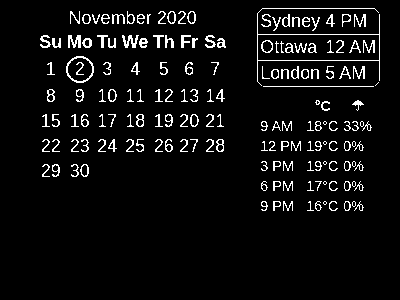 November 2020
Su Mo Tu We Th Fr Sa
1 2 3 4 5 6 7
8 9 10 11 12 13 14
15 16 17 18 19 20 21
22 23 24 25 26 27 28
29 30
Sydney 4 PM
Ottawa 12 AM
London 5 AM
°C ☂
9 AM 18°C 33%
12 PM 19°C 0%
3 PM 19°C 0%
6 PM 17°C 0%
9 PM 16°C 0%